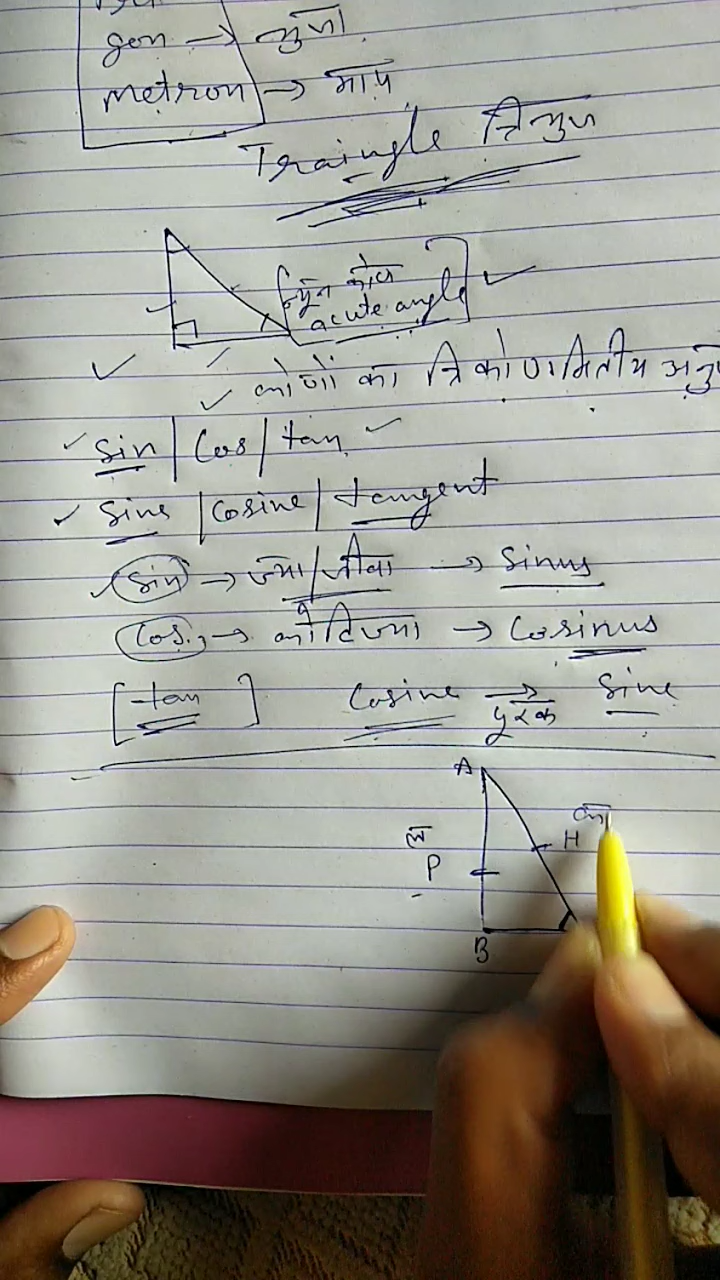 gon → भुजा
metron → माप
Traingle त्रिभुज
न्यून कोण
acute angle
कोणों का त्रिकोणमितीय अनु
sin | Cos | tan
Sine | Cosine | tangent
sin → ज्या/जीवा → Sinus
Cos. → कोटिज्या → Cosinus
[tan] Cosine → Sine
पूरक
A
ल
H
P
B